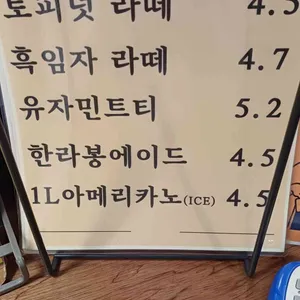 토피넛 라떼 4.5
흑임자 라떼 4.7
유자민트티 5.2
한라봉에이드 4.5
1L아메리카노(ICE) 4.5